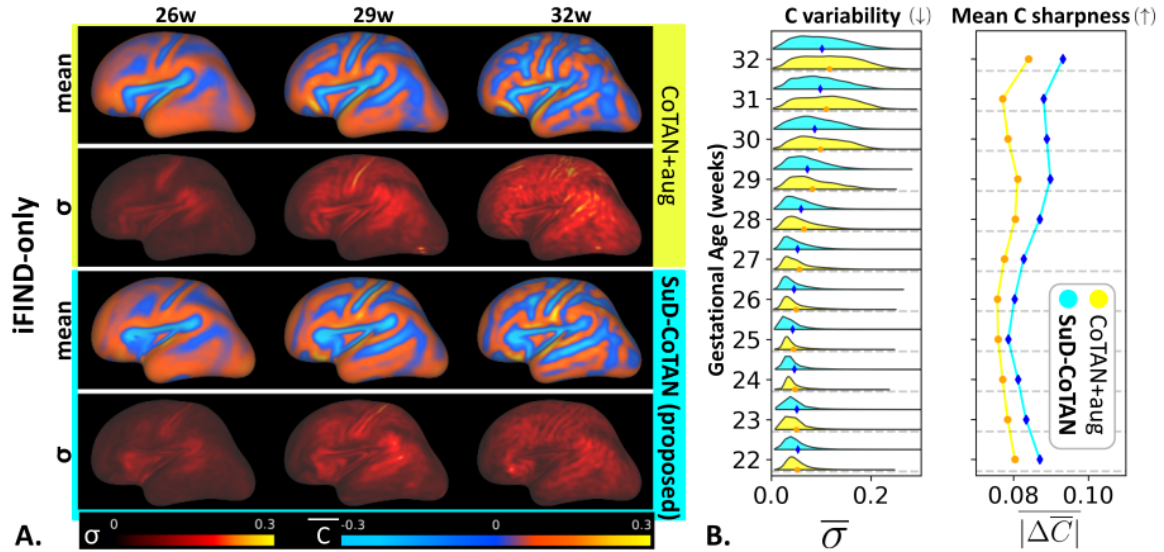 26w 29w 32w
iFIND-only
mean
σ
CoTAN+aug
mean
σ
SuD-CoTAN (proposed)
A.
σ 0 0.3
C -0.3 0 0.3
C variability (↓)
Gestational Age (weeks)
32
31
30
29
28
27
26
25
24
23
22
0.0 0.2
σ
B.
Mean C sharpness (↑)
CoTAN+aug
SuD-CoTAN
0.08 0.10
|ΔC|